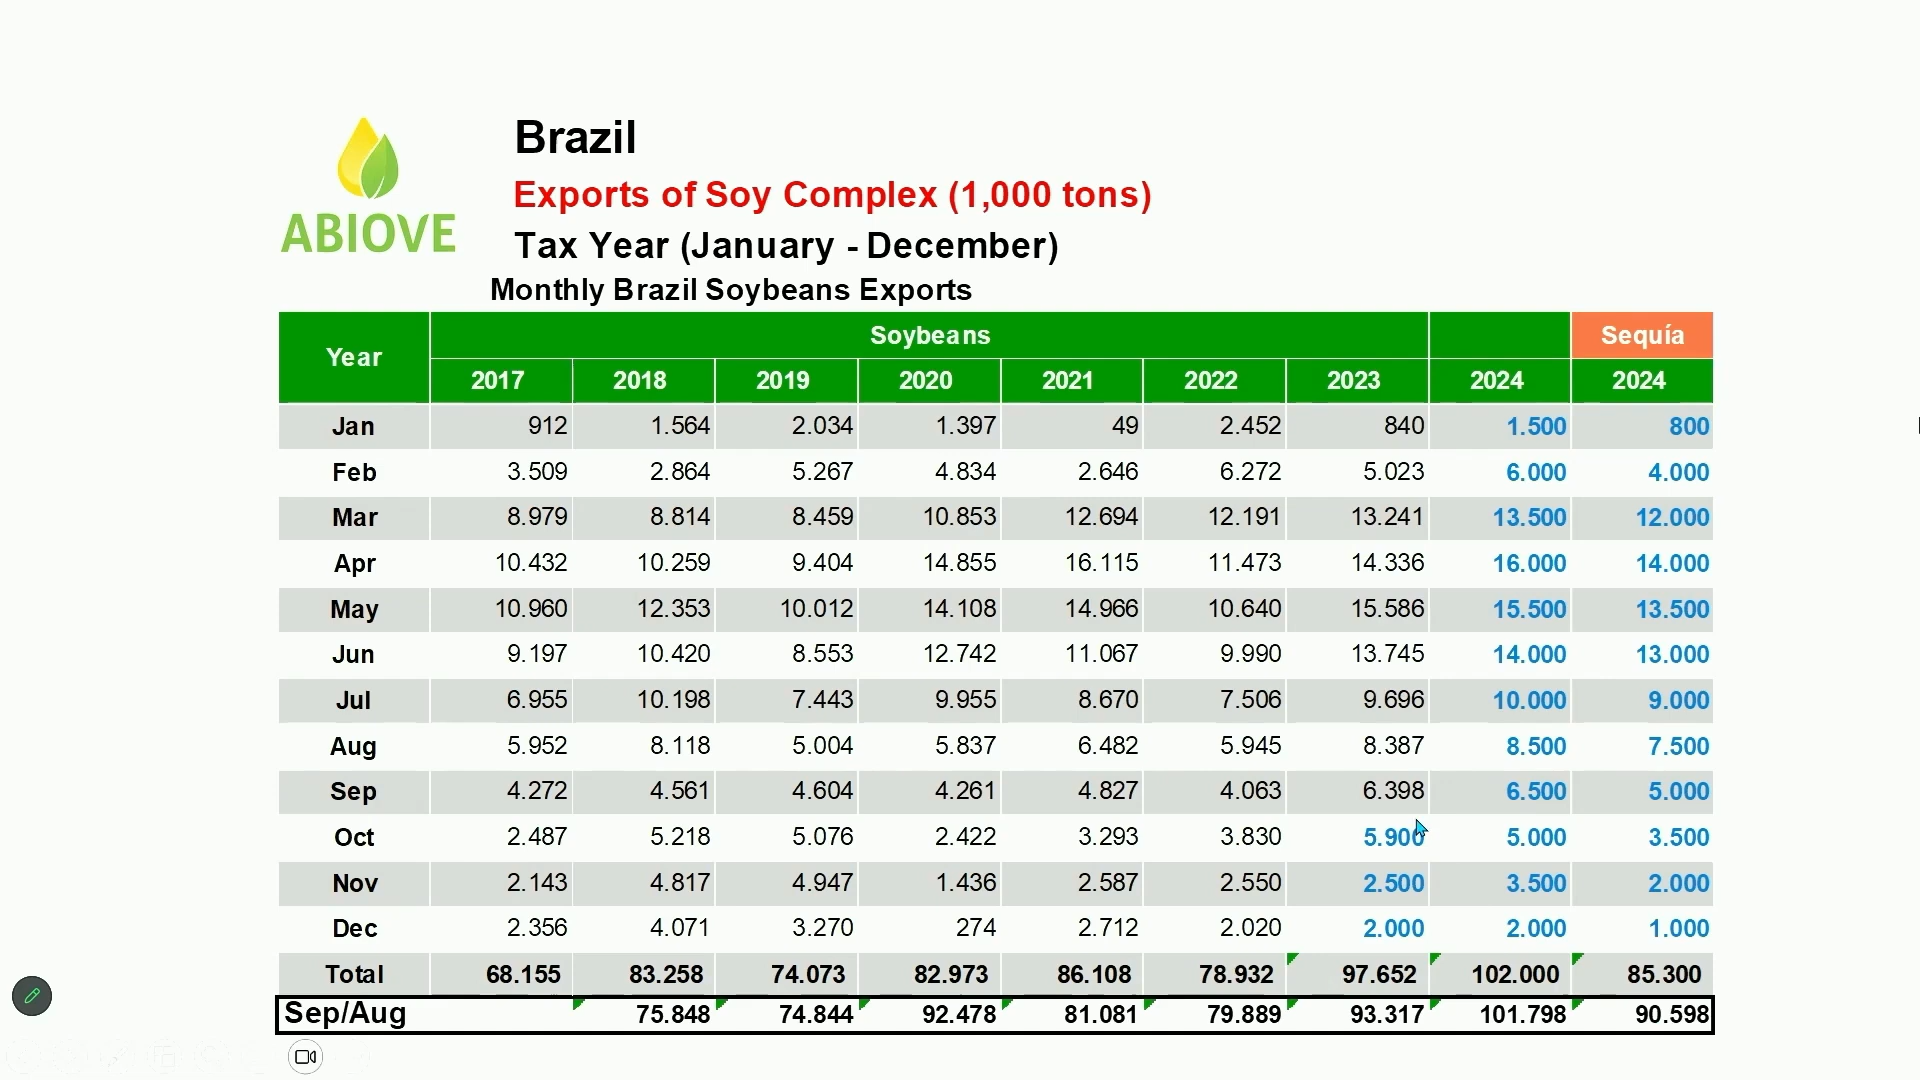 ABIOVE
Brazil
Exports of Soy Complex (1,000 tons)
Tax Year (January - December)
Monthly Brazil Soybeans Exports
Year Soybeans Sequía
2017 2018 2019 2020 2021 2022 2023 2024 2024
Jan 912 1.564 2.034 1.397 49 2.452 840 1.500 800
Feb 3.509 2.864 5.267 4.834 2.646 6.272 5.023 6.000 4.000
Mar 8.979 8.814 8.459 10.853 12.694 12.191 13.241 13.500 12.000
Apr 10.432 10.259 9.404 14.855 16.115 11.473 14.336 16.000 14.000
May 10.960 12.353 10.012 14.108 14.966 10.640 15.586 15.500 13.500
Jun 9.197 10.420 8.553 12.742 11.067 9.990 13.745 14.000 13.000
Jul 6.955 10.198 7.443 9.955 8.670 7.506 9.696 10.000 9.000
Aug 5.952 8.118 5.004 5.837 6.482 5.945 8.387 8.500 7.500
Sep 4.272 4.561 4.604 4.261 4.827 4.063 6.398 6.500 5.000
Oct 2.487 5.218 5.076 2.422 3.293 3.830 5.900 5.000 3.500
Nov 2.143 4.817 4.947 1.436 2.587 2.550 2.500 3.500 2.000
Dec 2.356 4.071 3.270 274 2.712 2.020 2.000 2.000 1.000
Total 68.155 83.258 74.073 82.973 86.108 78.932 97.652 102.000 85.300
Sep/Aug 75.848 74.844 92.478 81.081 79.889 93.317 101.798 90.598